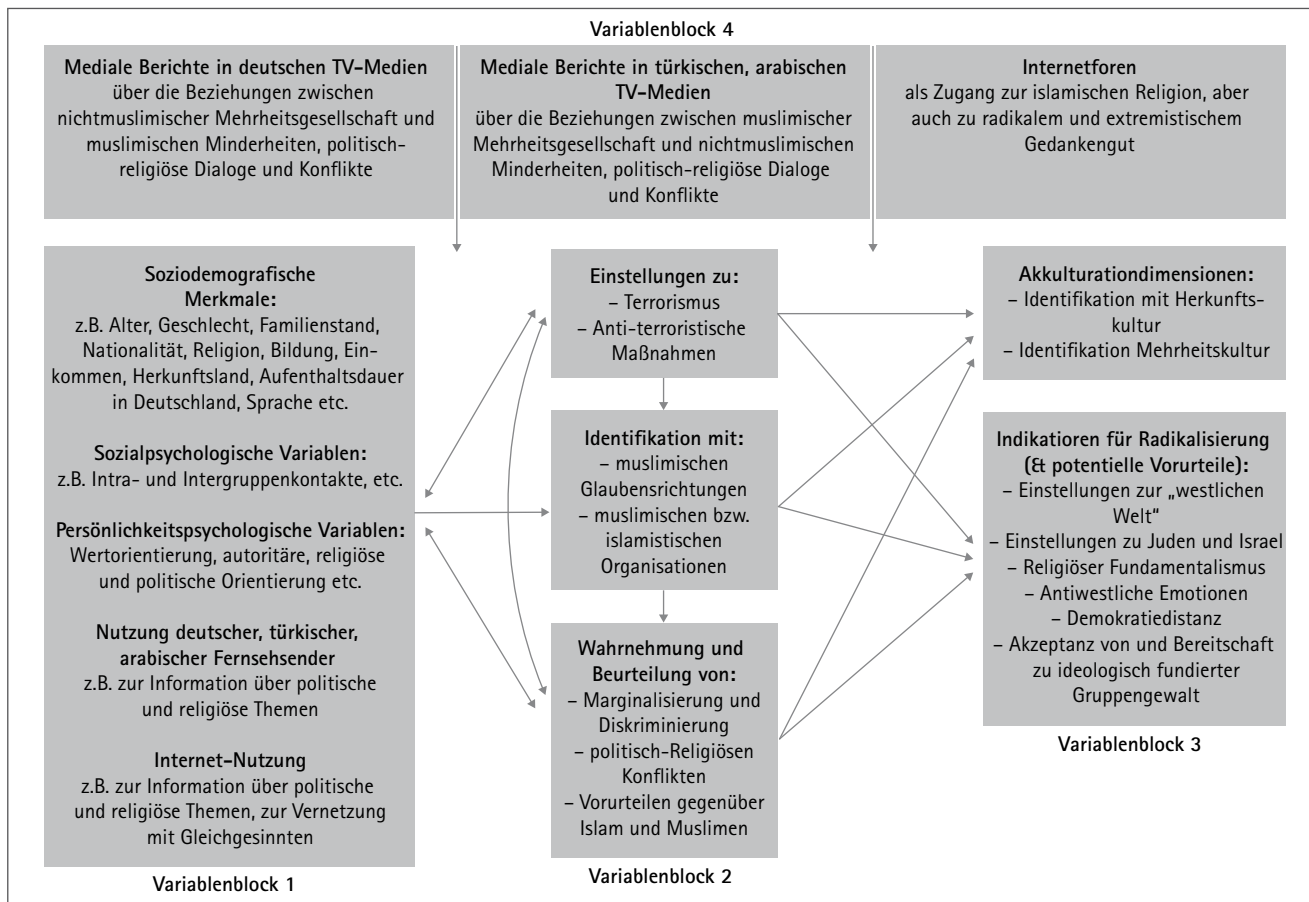 Variablenblock 4
Mediale Berichte in deutschen TV-Medien
über die Beziehungen zwischen
nichtmuslimischer Mehrheitsgesellschaft und
muslimischen Minderheiten, politisch-
religiöse Dialoge und Konflikte
Mediale Berichte in türkischen, arabischen
TV-Medien
über die Beziehungen zwischen muslimischer
Mehrheitsgesellschaft und nichtmuslimischen
Minderheiten, politisch-religiöse Dialoge
und Konflikte
Internetforen
als Zugang zur islamischen Religion, aber
auch zu radikalem und extremistischem
Gedankengut
Soziodemografische
Merkmale:
z.B. Alter, Geschlecht, Familienstand,
Nationalität, Religion, Bildung, Ein-
kommen, Herkunftsland, Aufenthaltsdauer
in Deutschland, Sprache etc.
Sozialpsychologische Variablen:
z.B. Intra- und Intergruppenkontakte, etc.
Persönlichkeitspsychologische Variablen:
Wertorientierung, autoritäre, religiöse
und politische Orientierung etc.
Nutzung deutscher, türkischer,
arabischer Fernsehsender
z.B. zur Information über politische
und religiöse Themen
Internet-Nutzung
z.B. zur Information über politische
und religiöse Themen, zur Vernetzung
mit Gleichgesinnten
Variablenblock 1
Einstellungen zu:
– Terrorismus
– Anti-terroristische
Maßnahmen
Identifikation mit:
– muslimischen
Glaubensrichtungen
– muslimischen bzw.
islamistischen
Organisationen
Wahrnehmung und
Beurteilung von:
– Marginalisierung und
Diskriminierung
– politisch-Religiösen
Konflikten
– Vorurteilen gegenüber
Islam und Muslimen
Variablenblock 2
Akkulturationdimensionen:
– Identifikation mit Herkunfts-
kultur
– Identifikation Mehrheitskultur
Indikatioren für Radikalisierung
(& potentielle Vorurteile):
– Einstellungen zur „westlichen
Welt“
– Einstellungen zu Juden und Israel
– Religiöser Fundamentalismus
– Antiwestliche Emotionen
– Demokratiedistanz
– Akzeptanz von und Bereitschaft
zu ideologisch fundierter
Gruppengewalt
Variablenblock 3